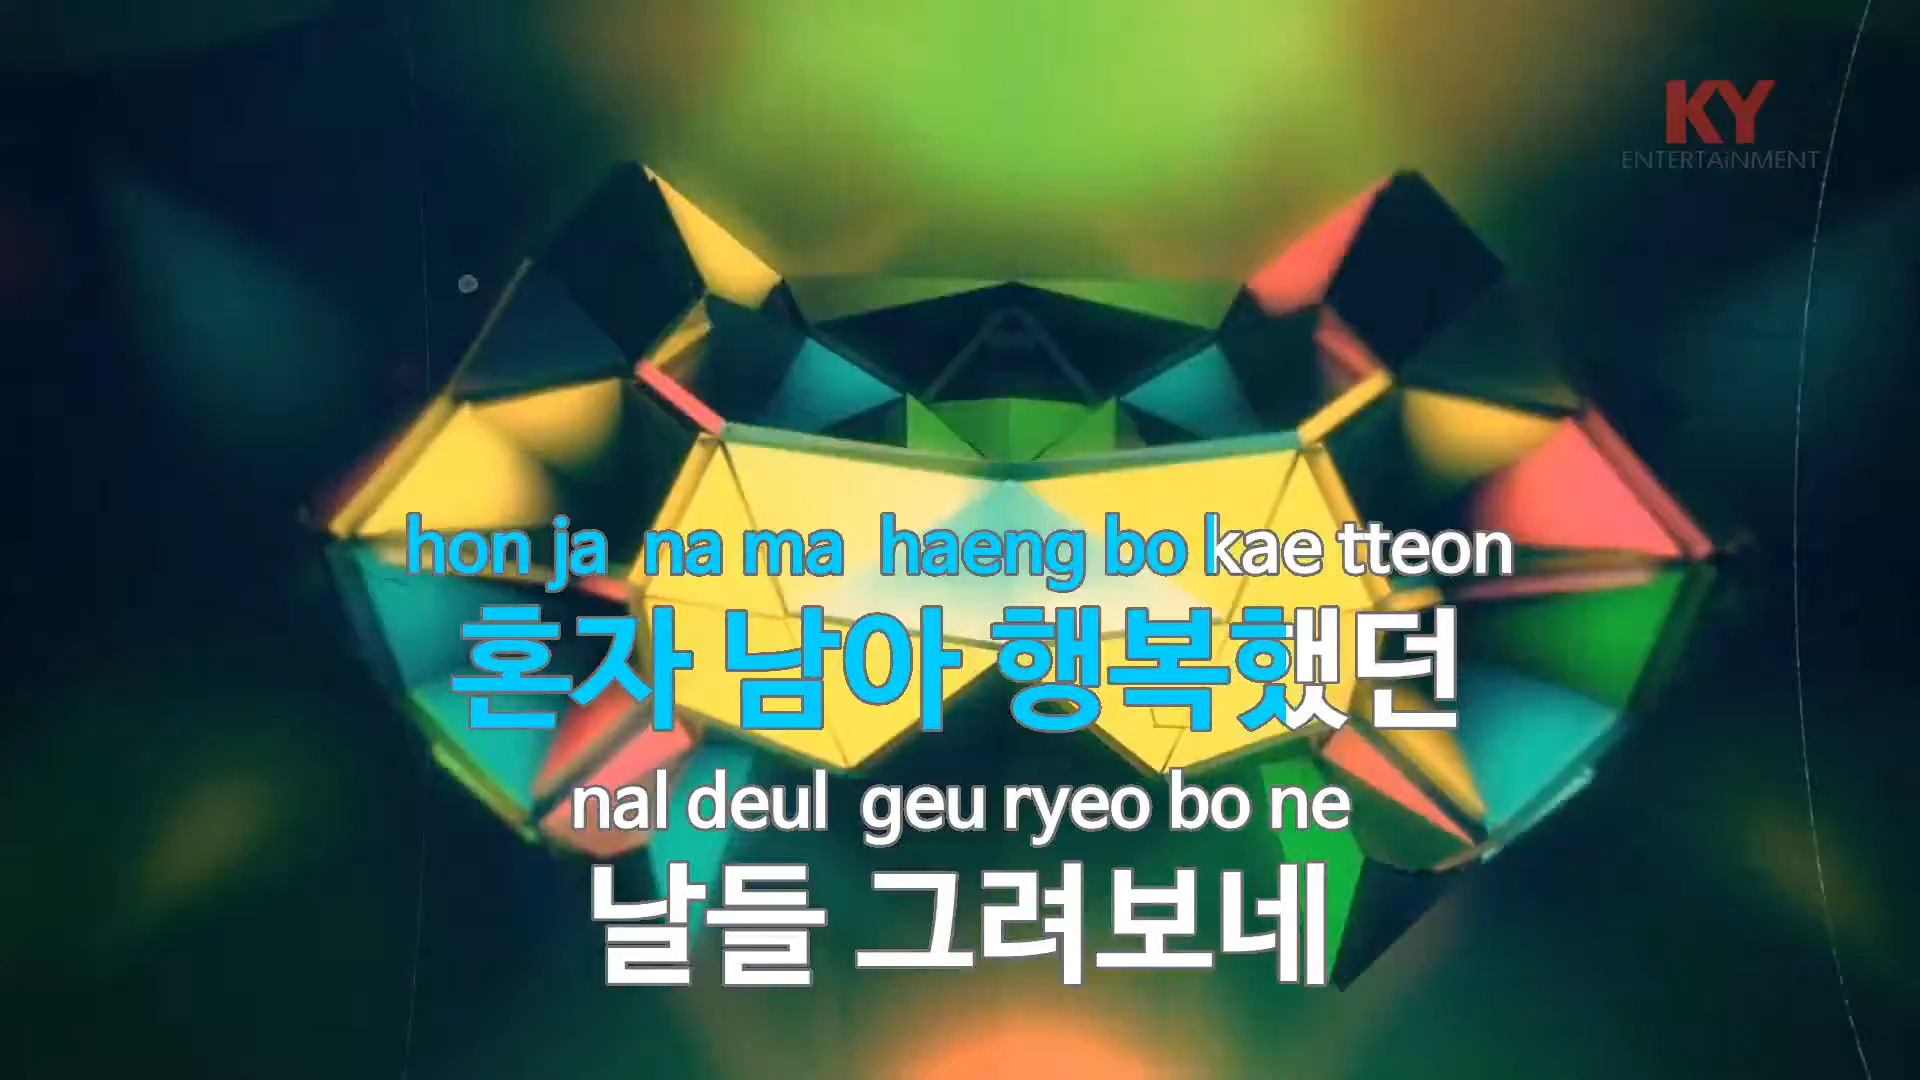 KY
ENTERTAiNMENT
hon ja na ma haeng bo kae tteon
혼자 남아 행복했던
nal deul geu ryeo bo ne
날들 그려보네